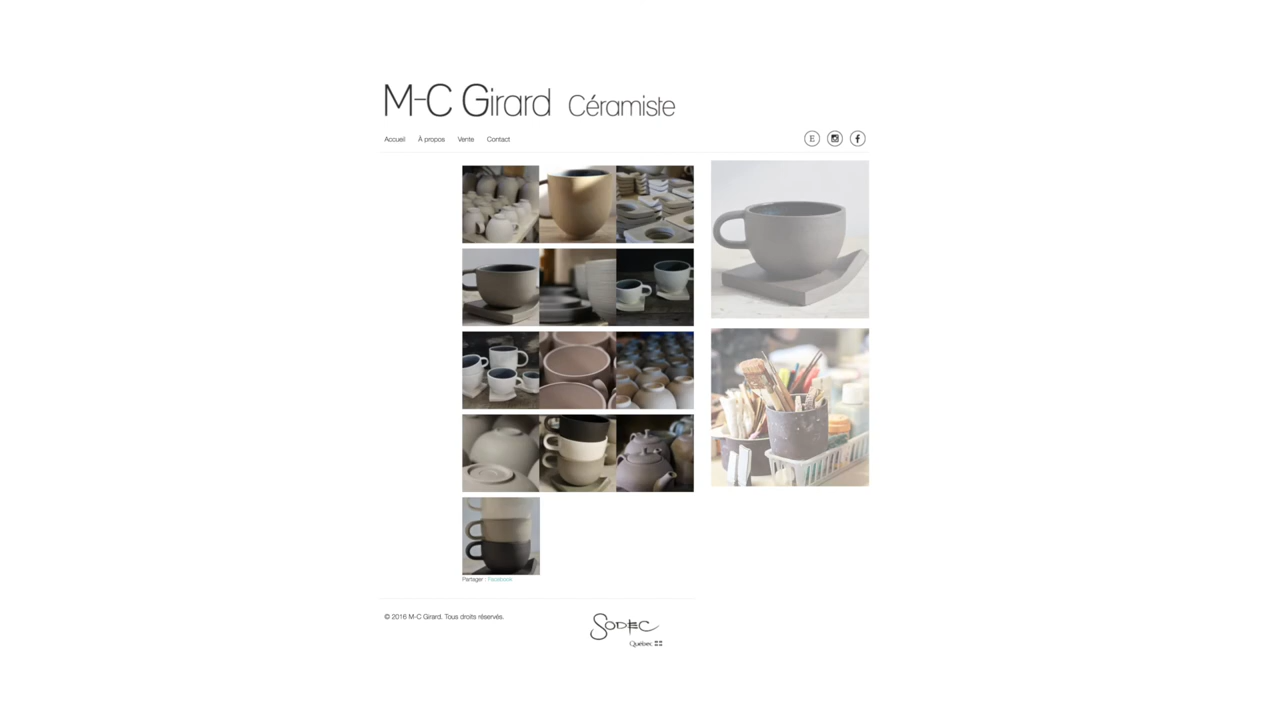 M-C Girard Céramiste
Accueil À propos Vente Contact
E
Partager : Facebook
© 2016 M-C Girard. Tous droits réservés.
SODEC
Québec